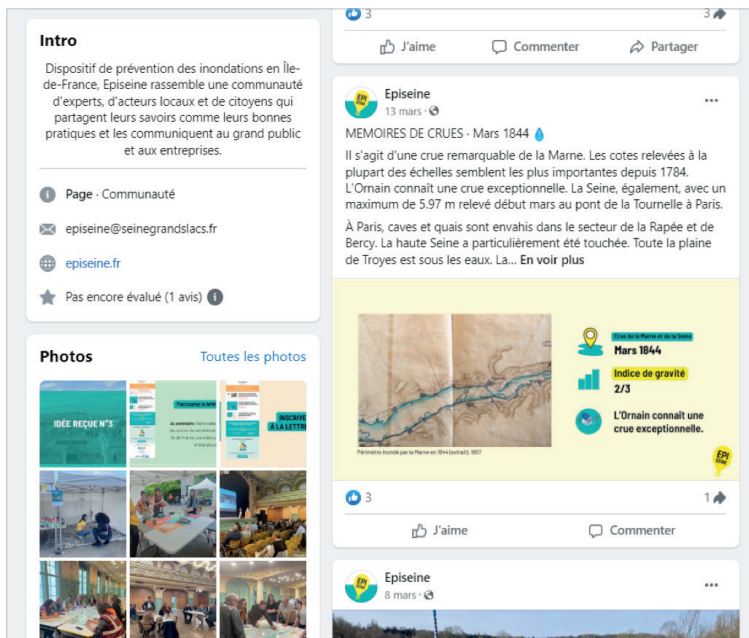 Intro
Dispositif de prévention des inondations en Île-
de-France, Episeine rassemble une communauté
d'experts, d'acteurs locaux et de citoyens qui
partagent leurs savoirs comme leurs bonnes
pratiques et les communiquent au grand public
et aux entreprises.
Page · Communauté
episeine@seinegrandslacs.fr
episeine.fr
Pas encore évalué (1 avis)
Photos
Toutes les photos
IDÉE REÇUE N°3
Parcourez la lettre
Au sommaire
INSCRIVE
À LA LETTR
3
3
J'aime
Commenter
Partager
Episeine
13 mars ·
MEMOIRES DE CRUES · Mars 1844
Il s'agit d'une crue remarquable de la Marne. Les cotes relevées à la
plupart des échelles semblent les plus importantes depuis 1784.
L'Ornain connaît une crue exceptionnelle. La Seine, également, avec un
maximum de 5.97 m relevé début mars au pont de la Tournelle à Paris.
À Paris, caves et quais sont envahis dans le secteur de la Rapée et de
Bercy. La haute Seine a particulièrement été touchée. Toute la plaine
de Troyes est sous les eaux. La... En voir plus
Crue de la Marne et de la Seine
Mars 1844
Indice de gravité
2/3
L'Ornain connaît une
crue exceptionnelle.
Périmètre inondé par la Marne en 1844 (extrait). 1857
EPI
SEINE
3
1
J'aime
Commenter
Episeine
8 mars ·